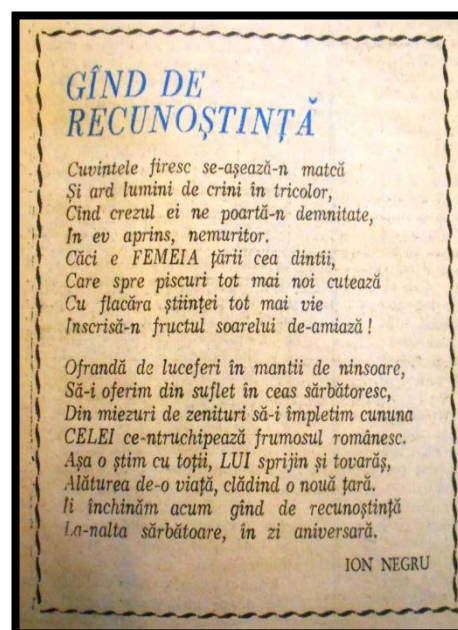 GÎND DE
RECUNOȘTINȚĂ
Cuvintele firesc se-așează-n matcă
Și ard lumini de crini în tricolor,
Cînd crezul ei ne poartă-n demnitate,
In ev aprins, nemuritor.
Căci e FEMEIA țării cea dintîi,
Care spre piscuri tot mai noi cutează
Cu flacăra științei tot mai vie
Inscrisă-n fructul soarelui de-amiază !
Ofrandă de luceferi în mantii de ninsoare,
Să-i oferim din suflet în ceas sărbătoresc,
Din miezuri de zenituri să-i împletim cununa
CELEI ce-ntruchipează frumosul românesc.
Așa o știm cu toții, LUI sprijin și tovarăș,
Alăturea de-o viață, clădind o nouă țară.
Ii închinăm acum gînd de recunoștință
La-nalta sărbătoare, în zi aniversară.
ION NEGRU